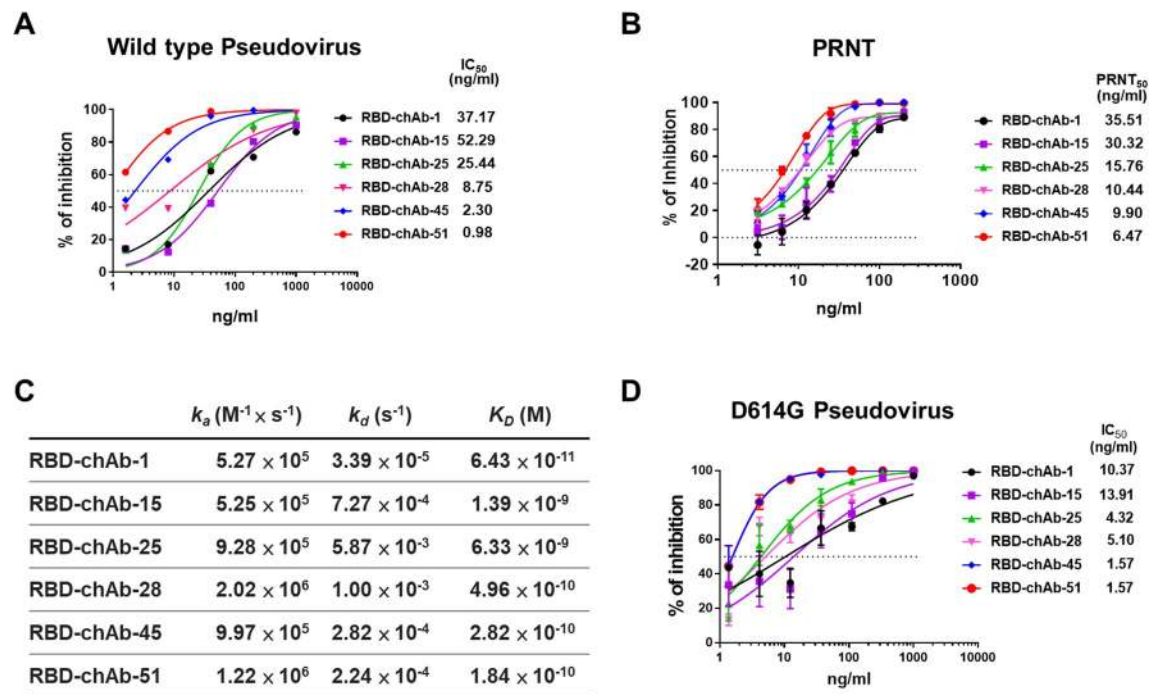 A
Wild type Pseudovirus
IC50
(ng/ml)
RBD-chAb-1 37.17
RBD-chAb-15 52.29
RBD-chAb-25 25.44
RBD-chAb-28 8.75
RBD-chAb-45 2.30
RBD-chAb-51 0.98
% of inhibition
100
80
60
40
20
0
1 10 100 1000 10000
ng/ml
B
PRNT
PRNT50
(ng/ml)
RBD-chAb-1 35.51
RBD-chAb-15 30.32
RBD-chAb-25 15.76
RBD-chAb-28 10.44
RBD-chAb-45 9.90
RBD-chAb-51 6.47
% of Inhibition
100
80
60
40
20
0
-20
1 10 100 1000
ng/ml
C
ka (M-1 × s-1) kd (s-1) KD (M)
RBD-chAb-1 5.27 × 10^5 3.39 × 10^-5 6.43 × 10^-11
RBD-chAb-15 5.25 × 10^5 7.27 × 10^-4 1.39 × 10^-9
RBD-chAb-25 9.28 × 10^5 5.87 × 10^-3 6.33 × 10^-9
RBD-chAb-28 2.02 × 10^6 1.00 × 10^-3 4.96 × 10^-10
RBD-chAb-45 9.97 × 10^5 2.82 × 10^-4 2.82 × 10^-10
RBD-chAb-51 1.22 × 10^6 2.24 × 10^-4 1.84 × 10^-10
D
D614G Pseudovirus
IC50
(ng/ml)
RBD-chAb-1 10.37
RBD-chAb-15 13.91
RBD-chAb-25 4.32
RBD-chAb-28 5.10
RBD-chAb-45 1.57
RBD-chAb-51 1.57
% of inhibition
100
80
60
40
20
0
1 10 100 1000 10000
ng/ml